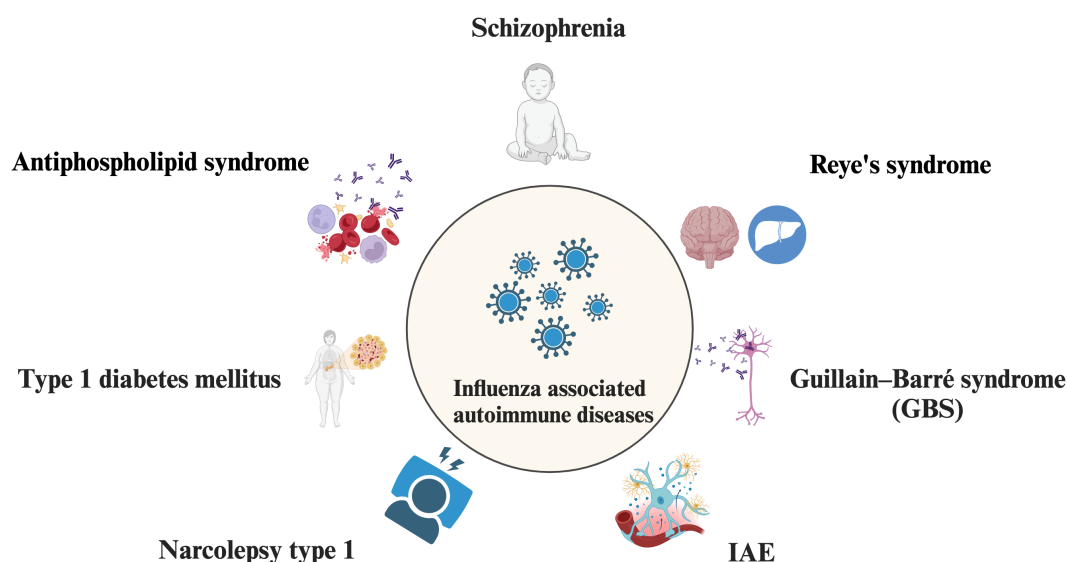 Schizophrenia
Antiphospholipid syndrome
Reye's syndrome
Type 1 diabetes mellitus
Influenza associated
autoimmune diseases
Guillain–Barré syndrome
(GBS)
Narcolepsy type 1
IAE